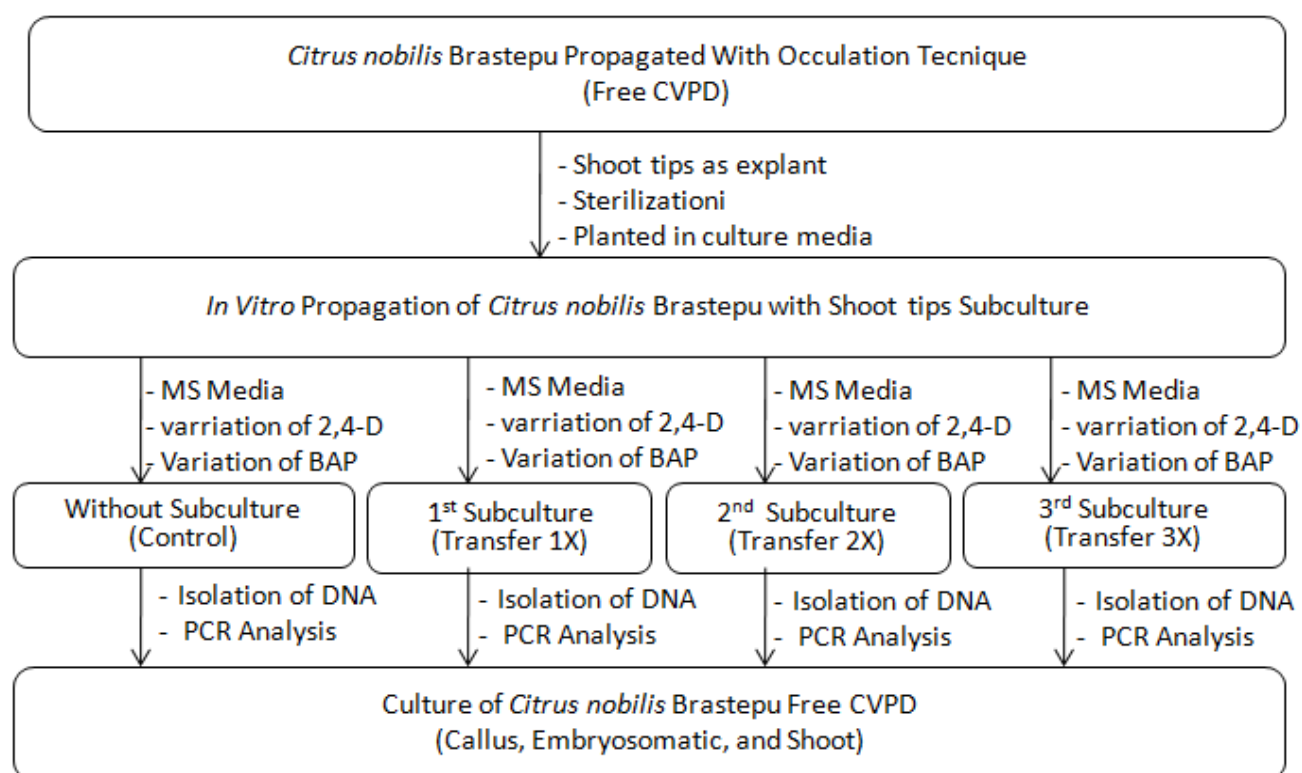 Citrus nobilis Brastepu Propagated With Occulation Tecnique
(Free CVPD)
- Shoot tips as explant
- Sterilizationi
- Planted in culture media
In Vitro Propagation of Citrus nobilis Brastepu with Shoot tips Subculture
- MS Media
- varriation of 2,4-D
- Variation of BAP
- MS Media
- varriation of 2,4-D
- Variation of BAP
- MS Media
- varriation of 2,4-D
- Variation of BAP
- MS Media
- varriation of 2,4-D
- Variation of BAP
Without Subculture
(Control)
1st Subculture
(Transfer 1X)
2nd Subculture
(Transfer 2X)
3rd Subculture
(Transfer 3X)
- Isolation of DNA
- PCR Analysis
- Isolation of DNA
- PCR Analysis
- Isolation of DNA
- PCR Analysis
- Isolation of DNA
- PCR Analysis
Culture of Citrus nobilis Brastepu Free CVPD
(Callus, Embryosomatic, and Shoot)